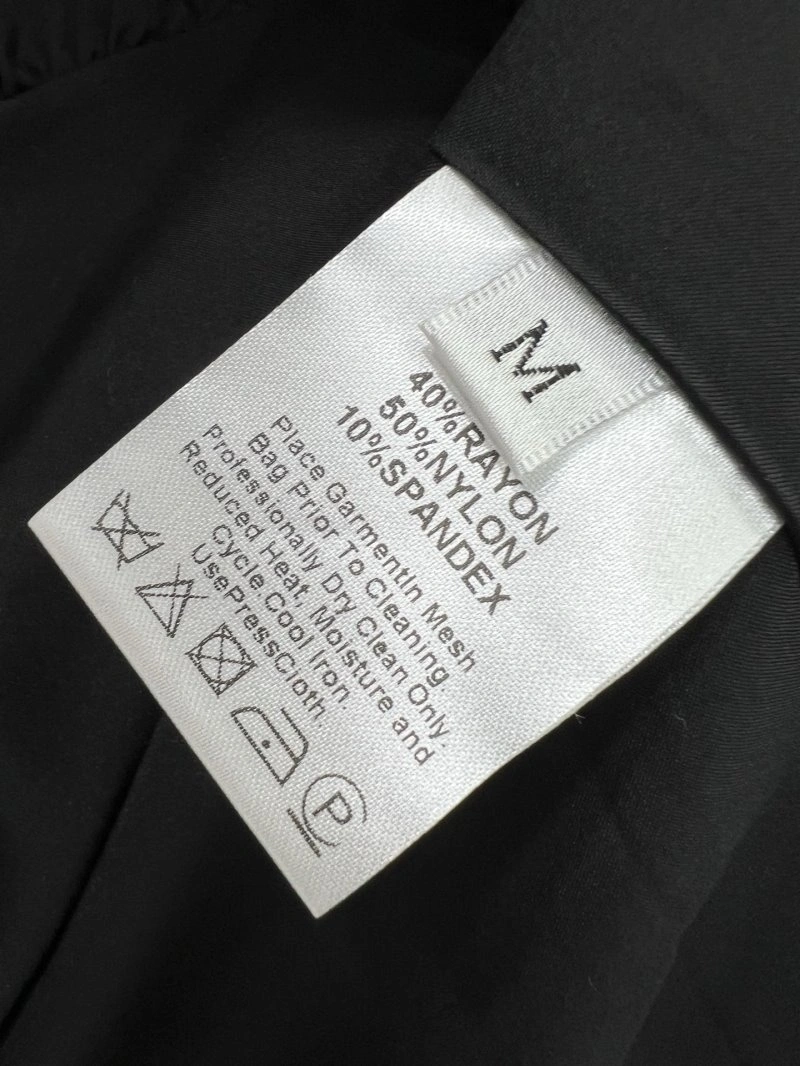 M
40%RAYON
50%NYLON
10%SPANDEX
Place GarmentIn Mesh
Bag Prior To Cleaning.
Professionally Dry Clean Only.
Reduced Heat, Moisture and
Cycle Cool Iron
UsePressCloth
P